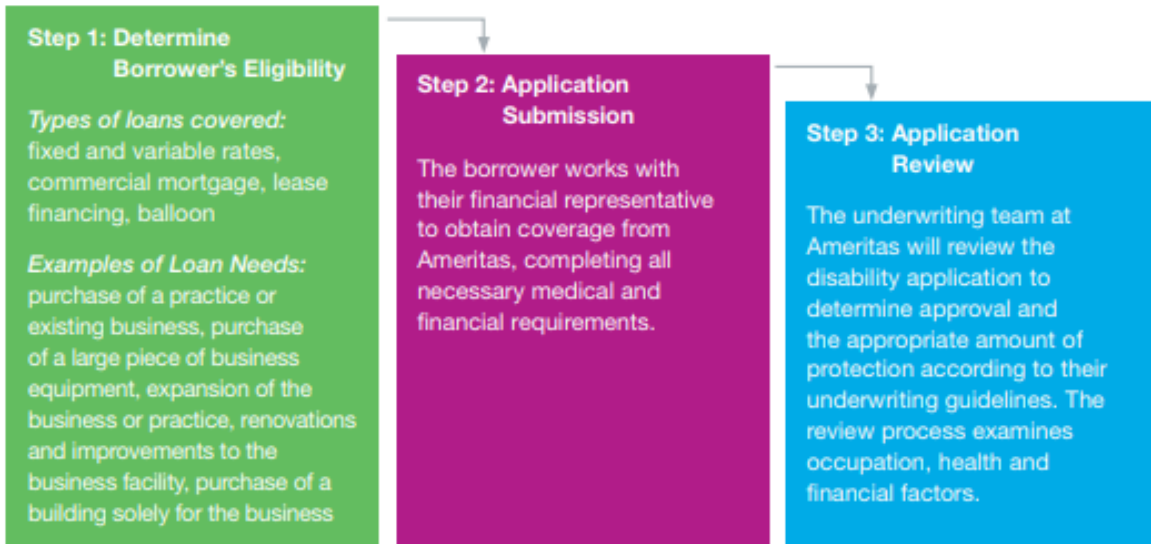 Step 1: Determine
Borrower's Eligibility
Types of loans covered:
fixed and variable rates,
commercial mortgage, lease
financing, balloon
Examples of Loan Needs:
purchase of a practice or
existing business, purchase
of a large piece of business
equipment, expansion of the
business or practice, renovations
and improvements to the
business facility, purchase of a
building solely for the business
Step 2: Application
Submission
The borrower works with
their financial representative
to obtain coverage from
Ameritas, completing all
necessary medical and
financial requirements.
Step 3: Application
Review
The underwriting team at
Ameritas will review the
disability application to
determine approval and
the appropriate amount of
protection according to their
underwriting guidelines. The
review process examines
occupation, health and
financial factors.